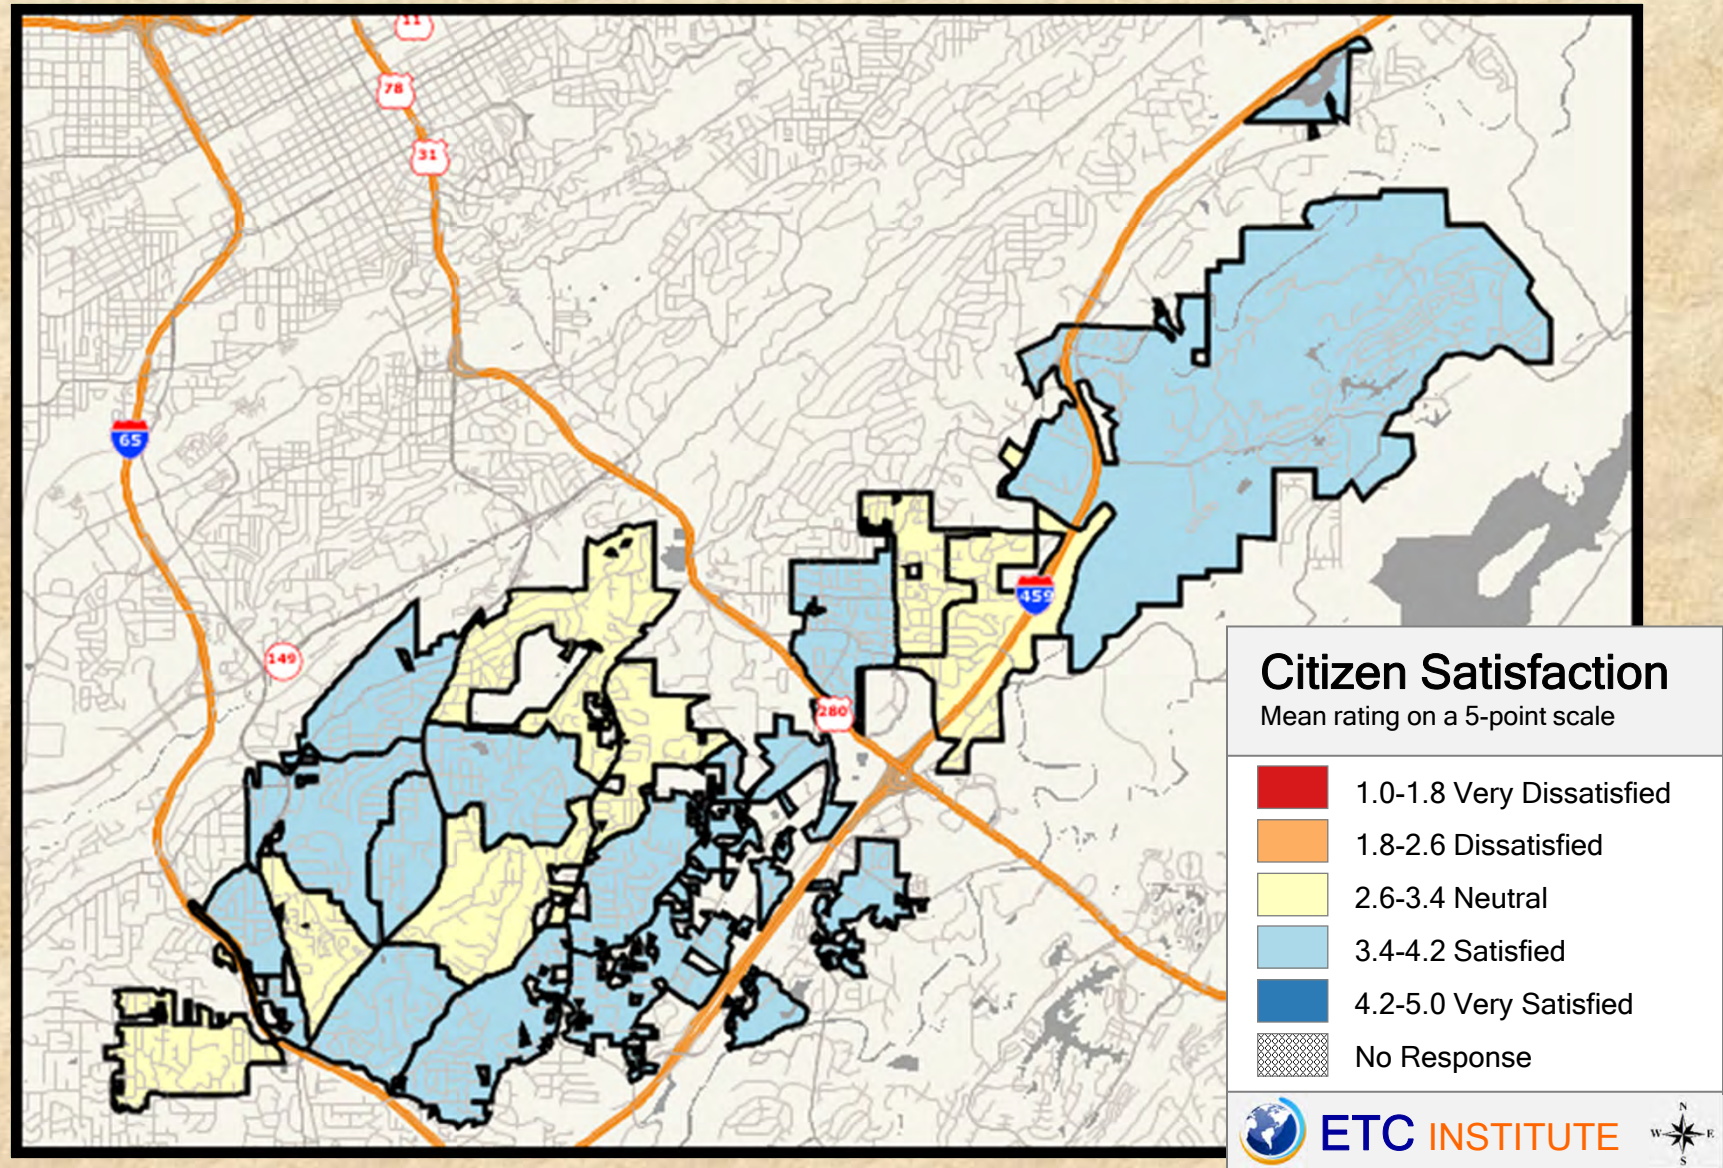 11
78
31
65
149
459
280
Citizen Satisfaction
Mean rating on a 5-point scale
1.0-1.8 Very Dissatisfied
1.8-2.6 Dissatisfied
2.6-3.4 Neutral
3.4-4.2 Satisfied
4.2-5.0 Very Satisfied
No Response
ETC INSTITUTE
N
W E
S